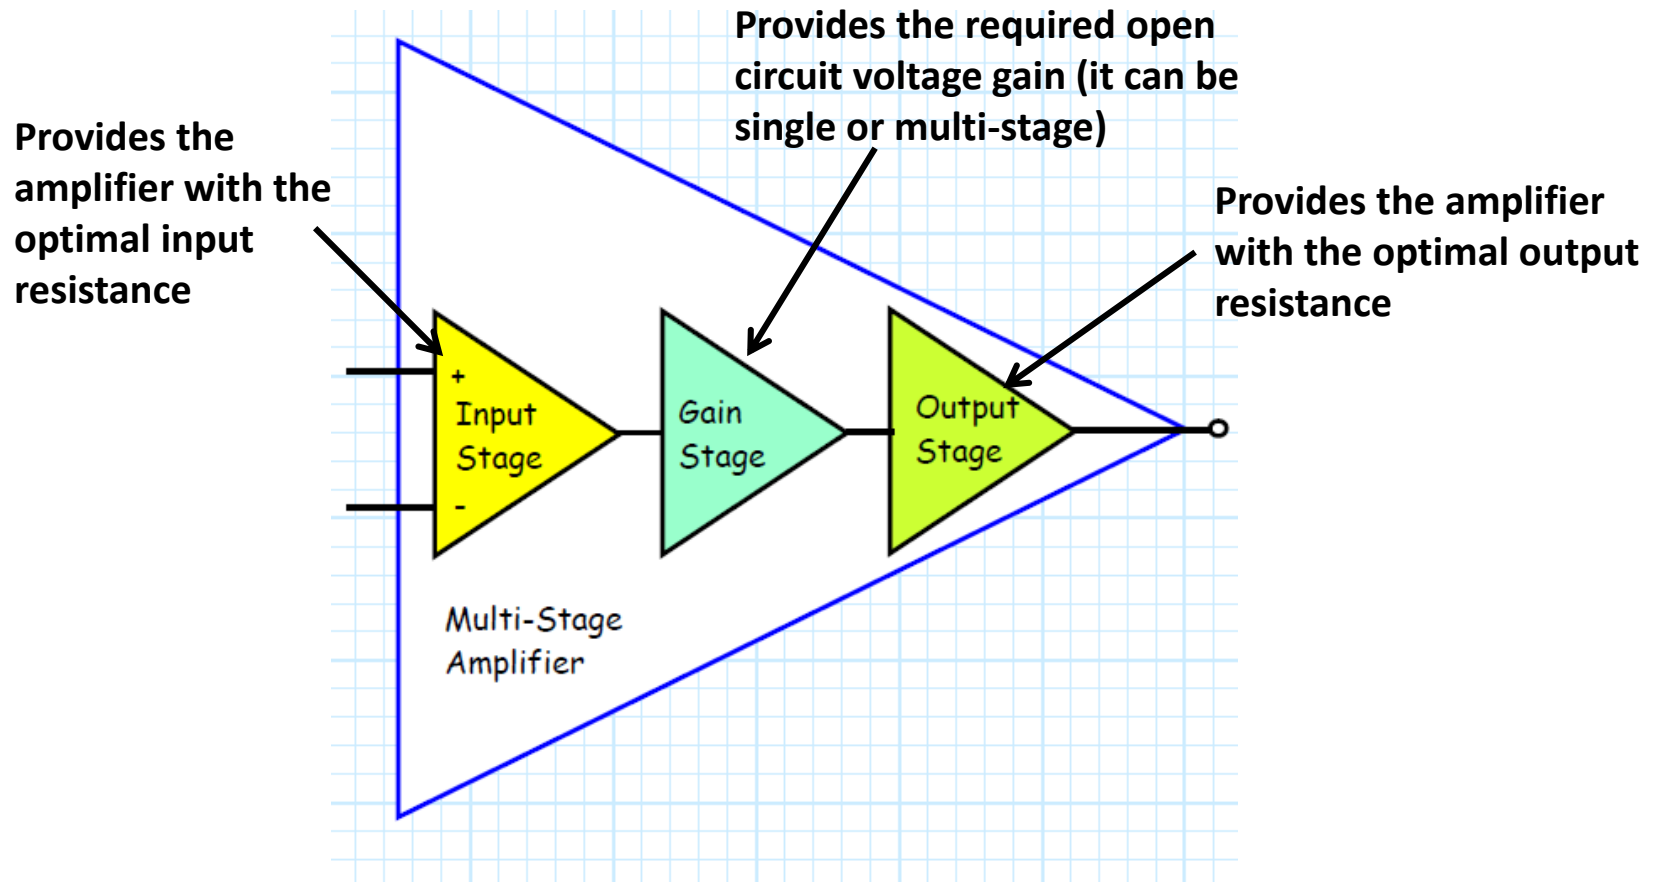 Provides the required open
circuit voltage gain (it can be
single or multi-stage)
Provides the
amplifier with the
optimal input
resistance
Provides the amplifier
with the optimal output
resistance
+
Input
Stage
-
Gain
Stage
Output
Stage
Multi-Stage
Amplifier